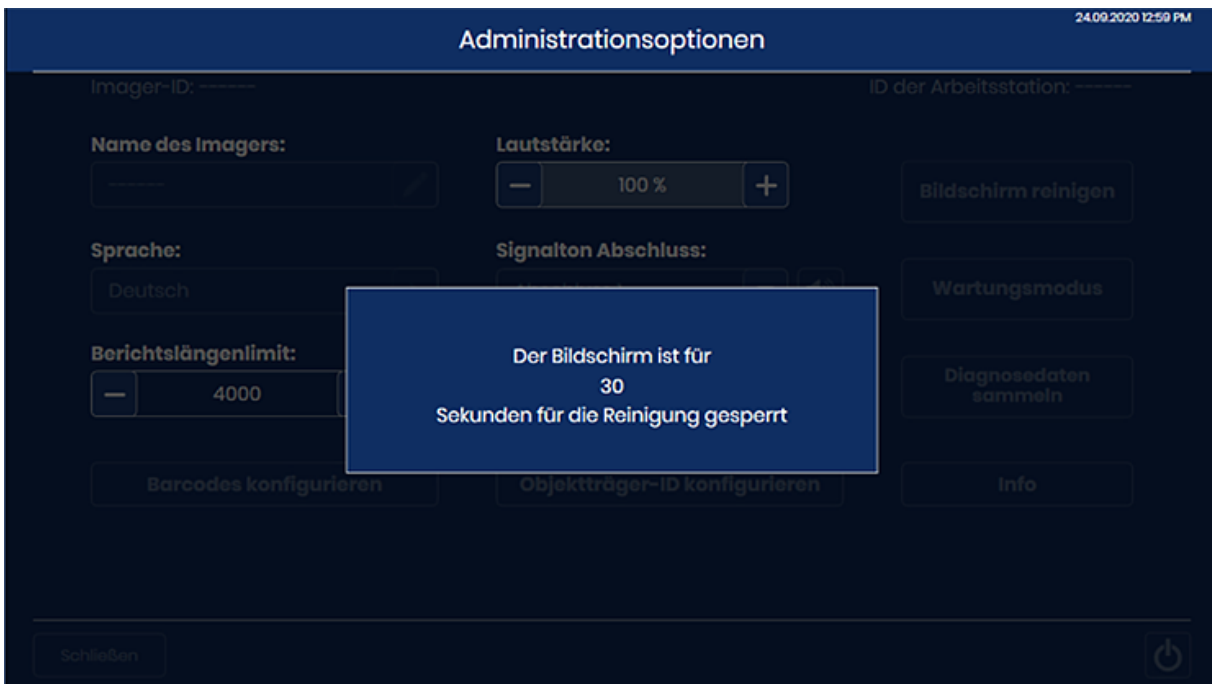 24.09.2020 12:59 PM
Administrationsoptionen
Imager-ID: ------
ID der Arbeitsstation: ------
Name des Imagers:
Lautstärke:
------
100 %
Bildschirm reinigen
Sprache:
Signalton Abschluss:
Deutsch
Wartungsmodus
Berichtslängenlimit:
4000
Der Bildschirm ist für
30
Sekunden für die Reinigung gesperrt
Diagnosedaten
sammeln
Barcodes konfigurieren
Objektträger-ID konfigurieren
Info
Schließen